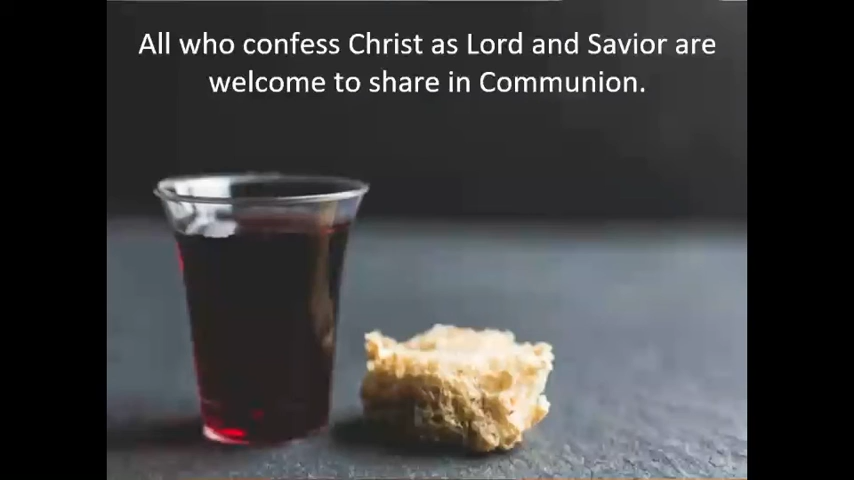 All who confess Christ as Lord and Savior are
welcome to share in Communion.